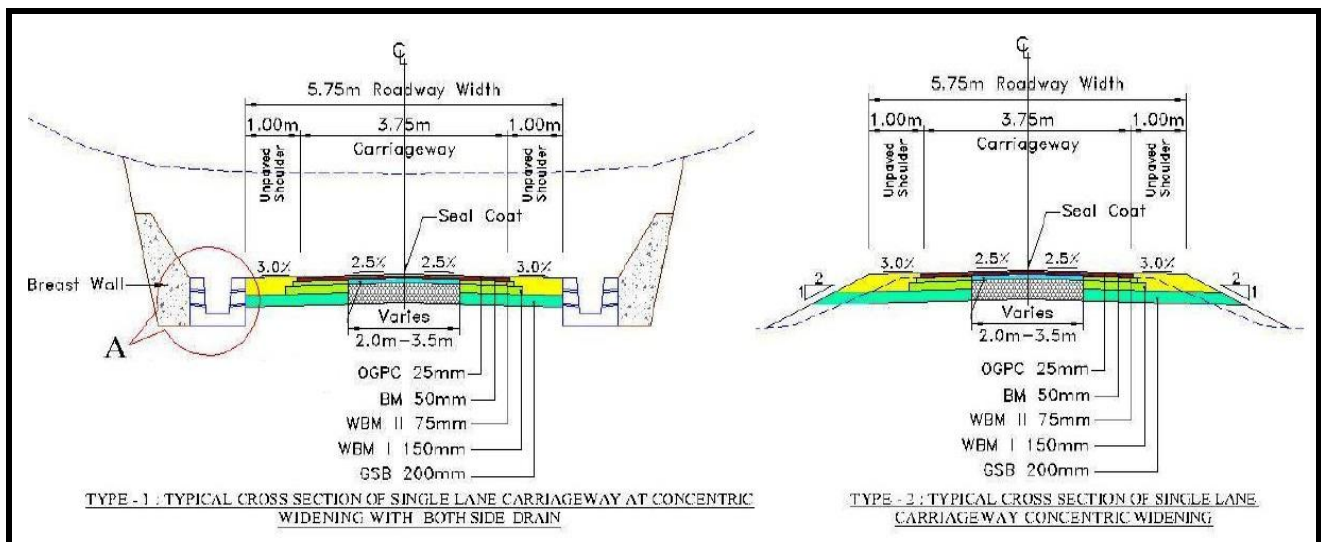 ℄
5.75m Roadway Width
1.00m
3.75m
1.00m
Carriageway
Unpaved
Shoulder
Unpaved
Shoulder
Seal Coat
3.0%
2.5%
2.5%
3.0%
Breast Wall
A
Varies
2.0m-3.5m
OGPC 25mm
BM 50mm
WBM II 75mm
WBM I 150mm
GSB 200mm
TYPE - 1 : TYPICAL CROSS SECTION OF SINGLE LANE CARRIAGEWAY AT CONCENTRIC
WIDENING WITH BOTH SIDE DRAIN
℄
5.75m Roadway Width
1.00m
3.75m
1.00m
Carriageway
Unpaved
Shoulder
Unpaved
Shoulder
Seal Coat
3.0%
2.5%
2.5%
3.0%
2
1
2
1
Varies
2.0m-3.5m
OGPC 25mm
BM 50mm
WBM II 75mm
WBM I 150mm
GSB 200mm
TYPE - 2 : TYPICAL CROSS SECTION OF SINGLE LANE
CARRIAGEWAY CONCENTRIC WIDENING